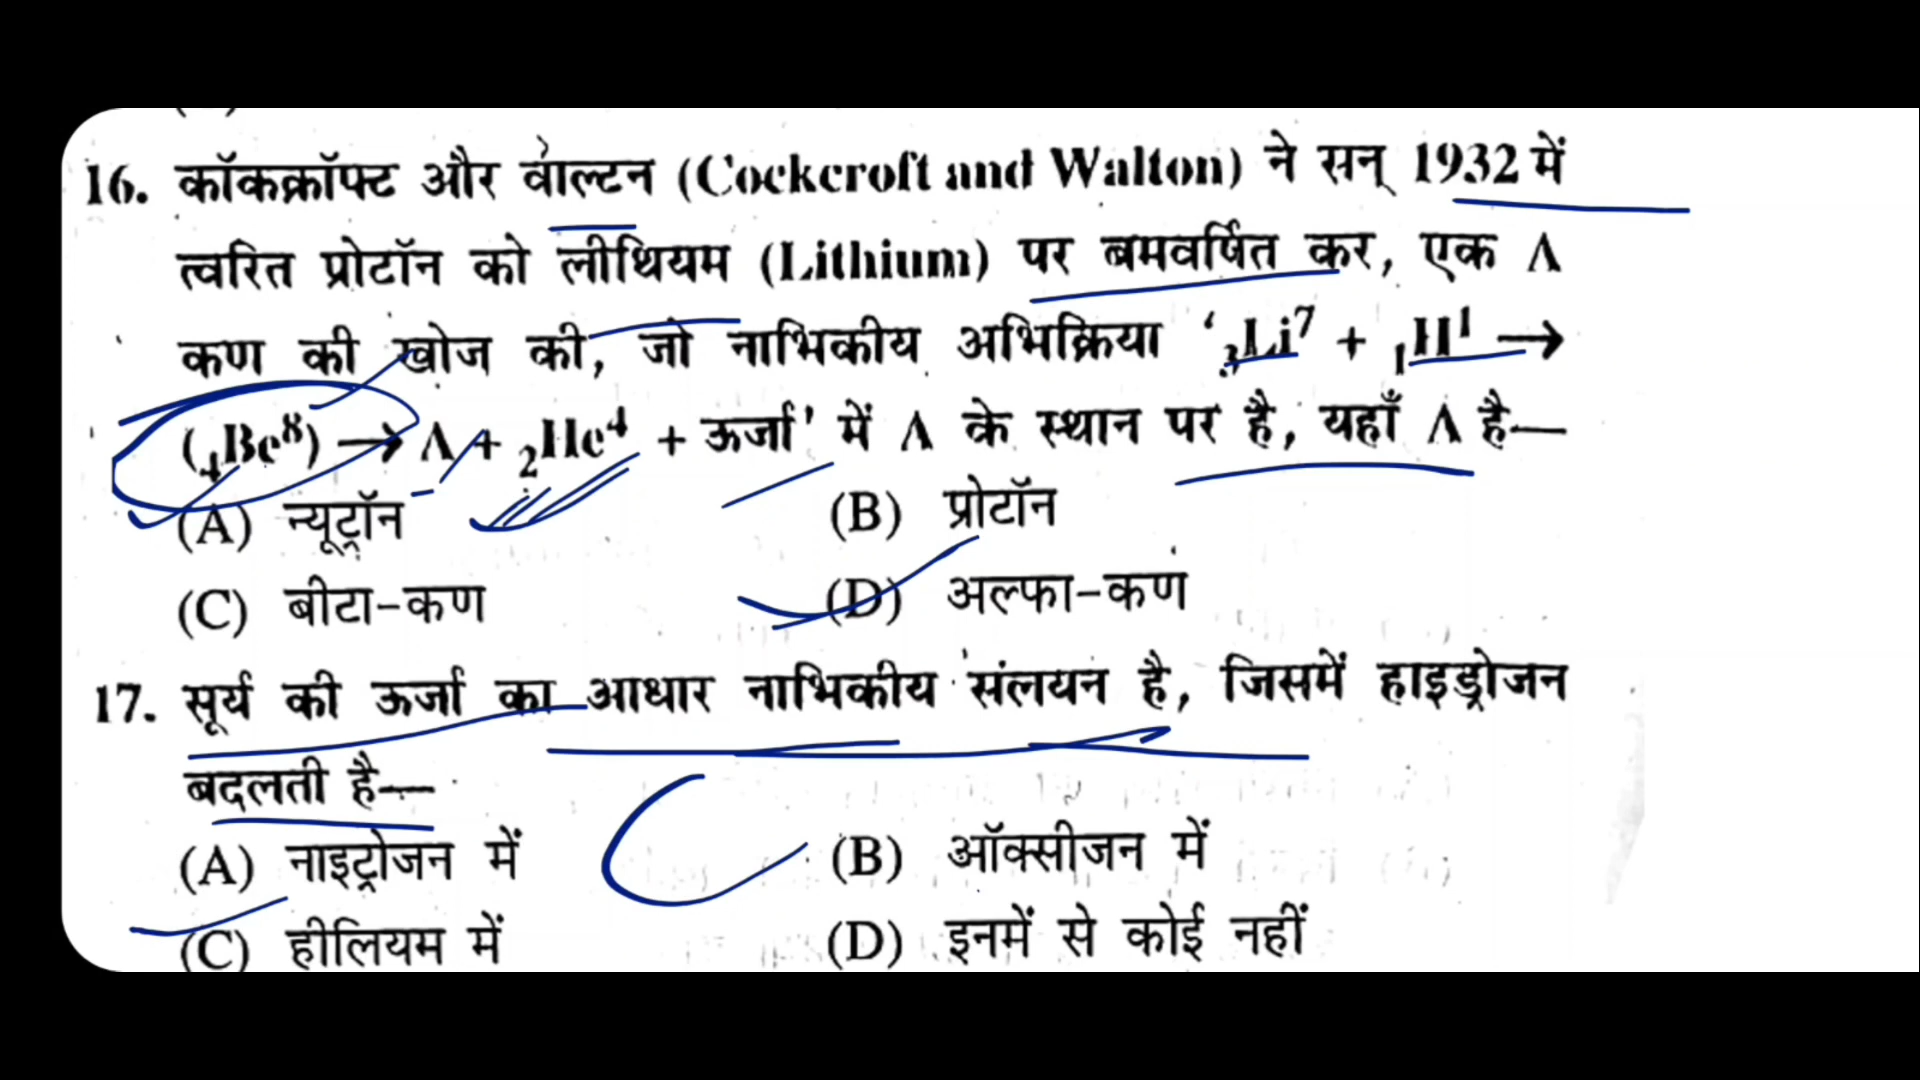 16. कॉकक्रॉफ्ट और वाल्टन (Cockcroft and Walton) ने सन् 1932 में
त्वरित प्रोटॉन को लीथियम (Lithium) पर बमवर्षित कर, एक A
कण की खोज की, जो नाभिकीय अभिक्रिया ‘₃Li⁷ + ₁H¹ →
(₄Be⁸) → A + ₂He⁴ + ऊर्जा’ में A के स्थान पर है, यहाँ A है—
(A) न्यूट्रॉन (B) प्रोटॉन
(C) बीटा-कण (D) अल्फा-कण
17. सूर्य की ऊर्जा का आधार नाभिकीय संलयन है, जिसमें हाइड्रोजन
बदलती है—
(A) नाइट्रोजन में (B) ऑक्सीजन में
(C) हीलियम में (D) इनमें से कोई नहीं